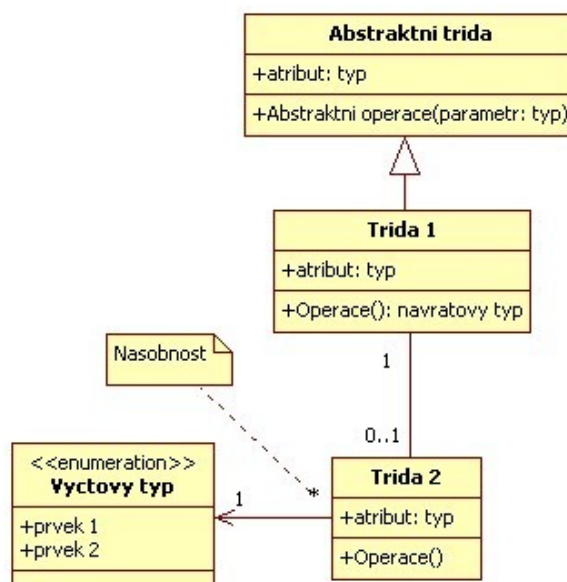 Abstraktni trida
+atribut: typ
+Abstraktni operace(parametr: typ)
Trida 1
+atribut: typ
+Operace(): navratovy typ
1
Nasobnost
0..1
<<enumeration>>
Vyctovy typ
+prvek 1
+prvek 2
1
*
Trida 2
+atribut: typ
+Operace()